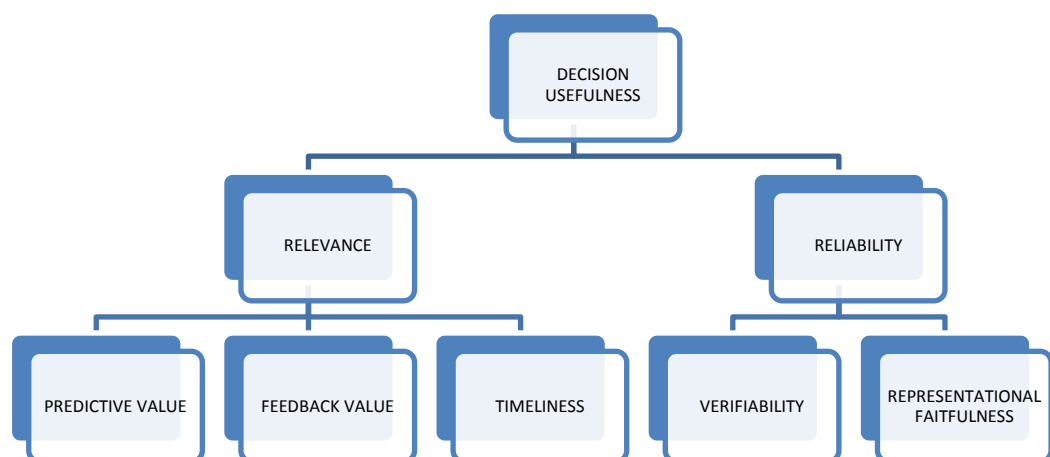 DECISION
USEFULNESS
RELEVANCE
RELIABILITY
PREDICTIVE VALUE
FEEDBACK VALUE
TIMELINESS
VERIFIABILITY
REPRESENTATIONAL
FAITFULNESS